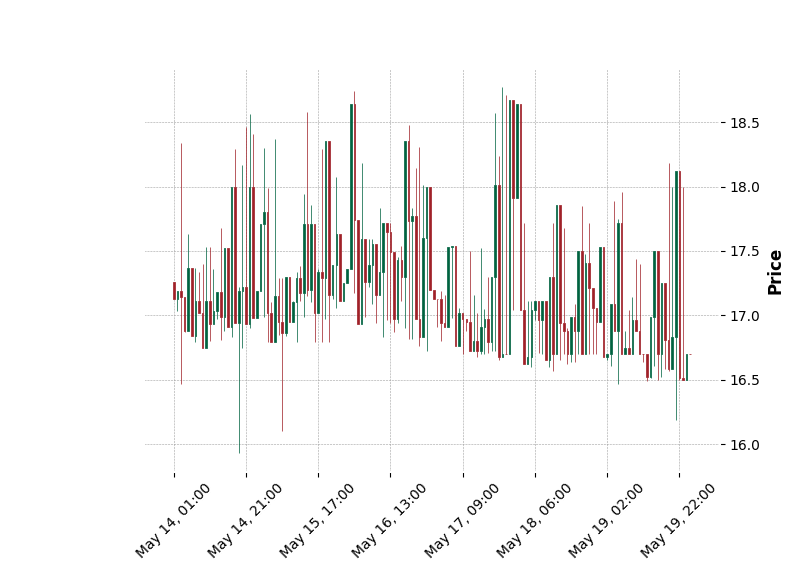 18.5
18.0
17.5
17.0
16.5
16.0
Price
May 14, 01:00
May 14, 21:00
May 15, 17:00
May 16, 13:00
May 17, 09:00
May 18, 06:00
May 19, 02:00
May 19, 22:00